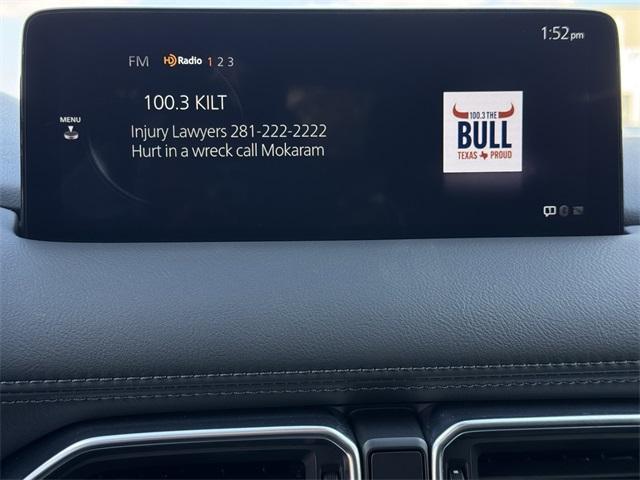 1:52pm
FM HD Radio 1 2 3
100.3 KILT
MENU
Injury Lawyers 281-222-2222
Hurt in a wreck call Mokaram
100.3 THE
BULL
TEXAS PROUD